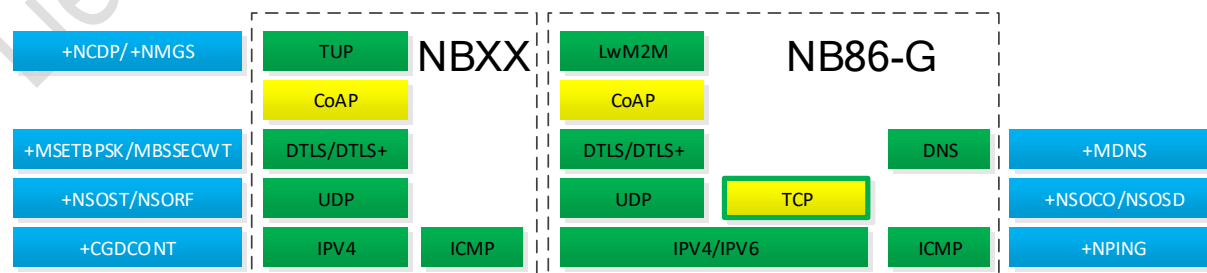 +NCDP/+NMGS TUP NBXX LwM2M NB86-G
CoAP CoAP
+MSETBPSK/MBSSECWT DTLS/DTLS+ DTLS/DTLS+ DNS +MDNS
+NSOST/NSORF UDP UDP TCP +NSOCO/NSOSD
+CGDCONT IPV4 ICMP IPV4/IPV6 ICMP +NPING